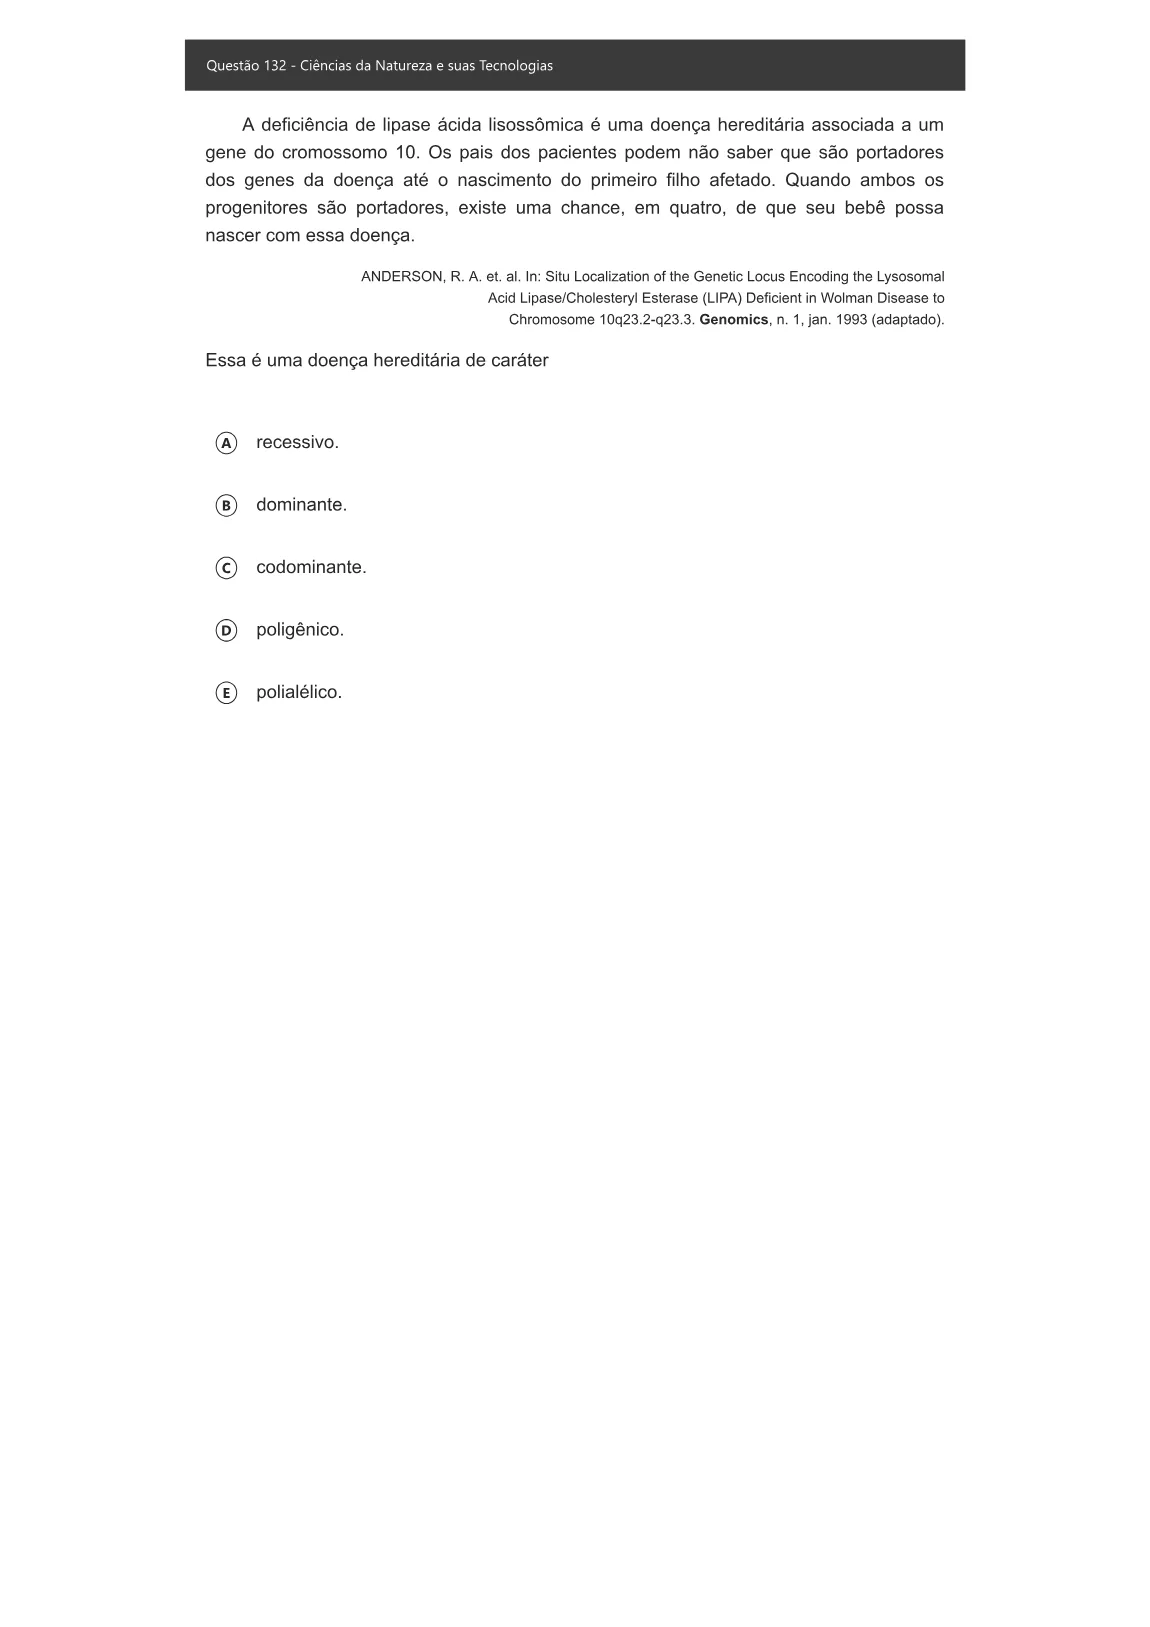 Questão 132 - Ciências da Natureza e suas Tecnologias
A deficiência de lipase ácida lisossômica é uma doença hereditária associada a um
gene do cromossomo 10. Os pais dos pacientes podem não saber que são portadores
dos genes da doença até o nascimento do primeiro filho afetado. Quando ambos os
progenitores são portadores, existe uma chance, em quatro, de que seu bebê possa
nascer com essa doença.
ANDERSON, R. A. et. al. In: Situ Localization of the Genetic Locus Encoding the Lysosomal
Acid Lipase/Cholesteryl Esterase (LIPA) Deficient in Wolman Disease to
Chromosome 10q23.2-q23.3. Genomics, n. 1, jan. 1993 (adaptado).
Essa é uma doença hereditária de caráter
A recessivo.
B dominante.
C codominante.
D poligênico.
E polialélico.